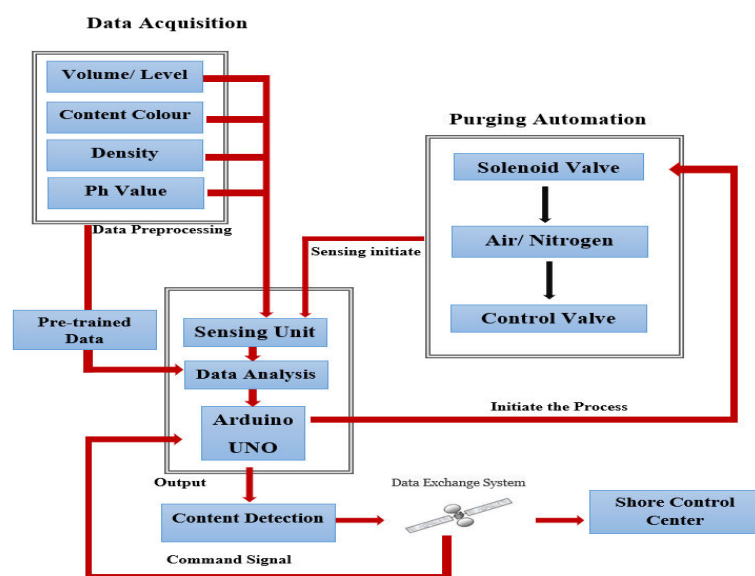 Data Acquisition
Volume/ Level
Content Colour
Density
Ph Value
Data Preprocessing
Purging Automation
Solenoid Valve
Air/ Nitrogen
Control Valve
Sensing initiate
Pre-trained
Data
Sensing Unit
Data Analysis
Arduino
UNO
Initiate the Process
Output
Content Detection
Data Exchange System
Shore Control
Center
Command Signal